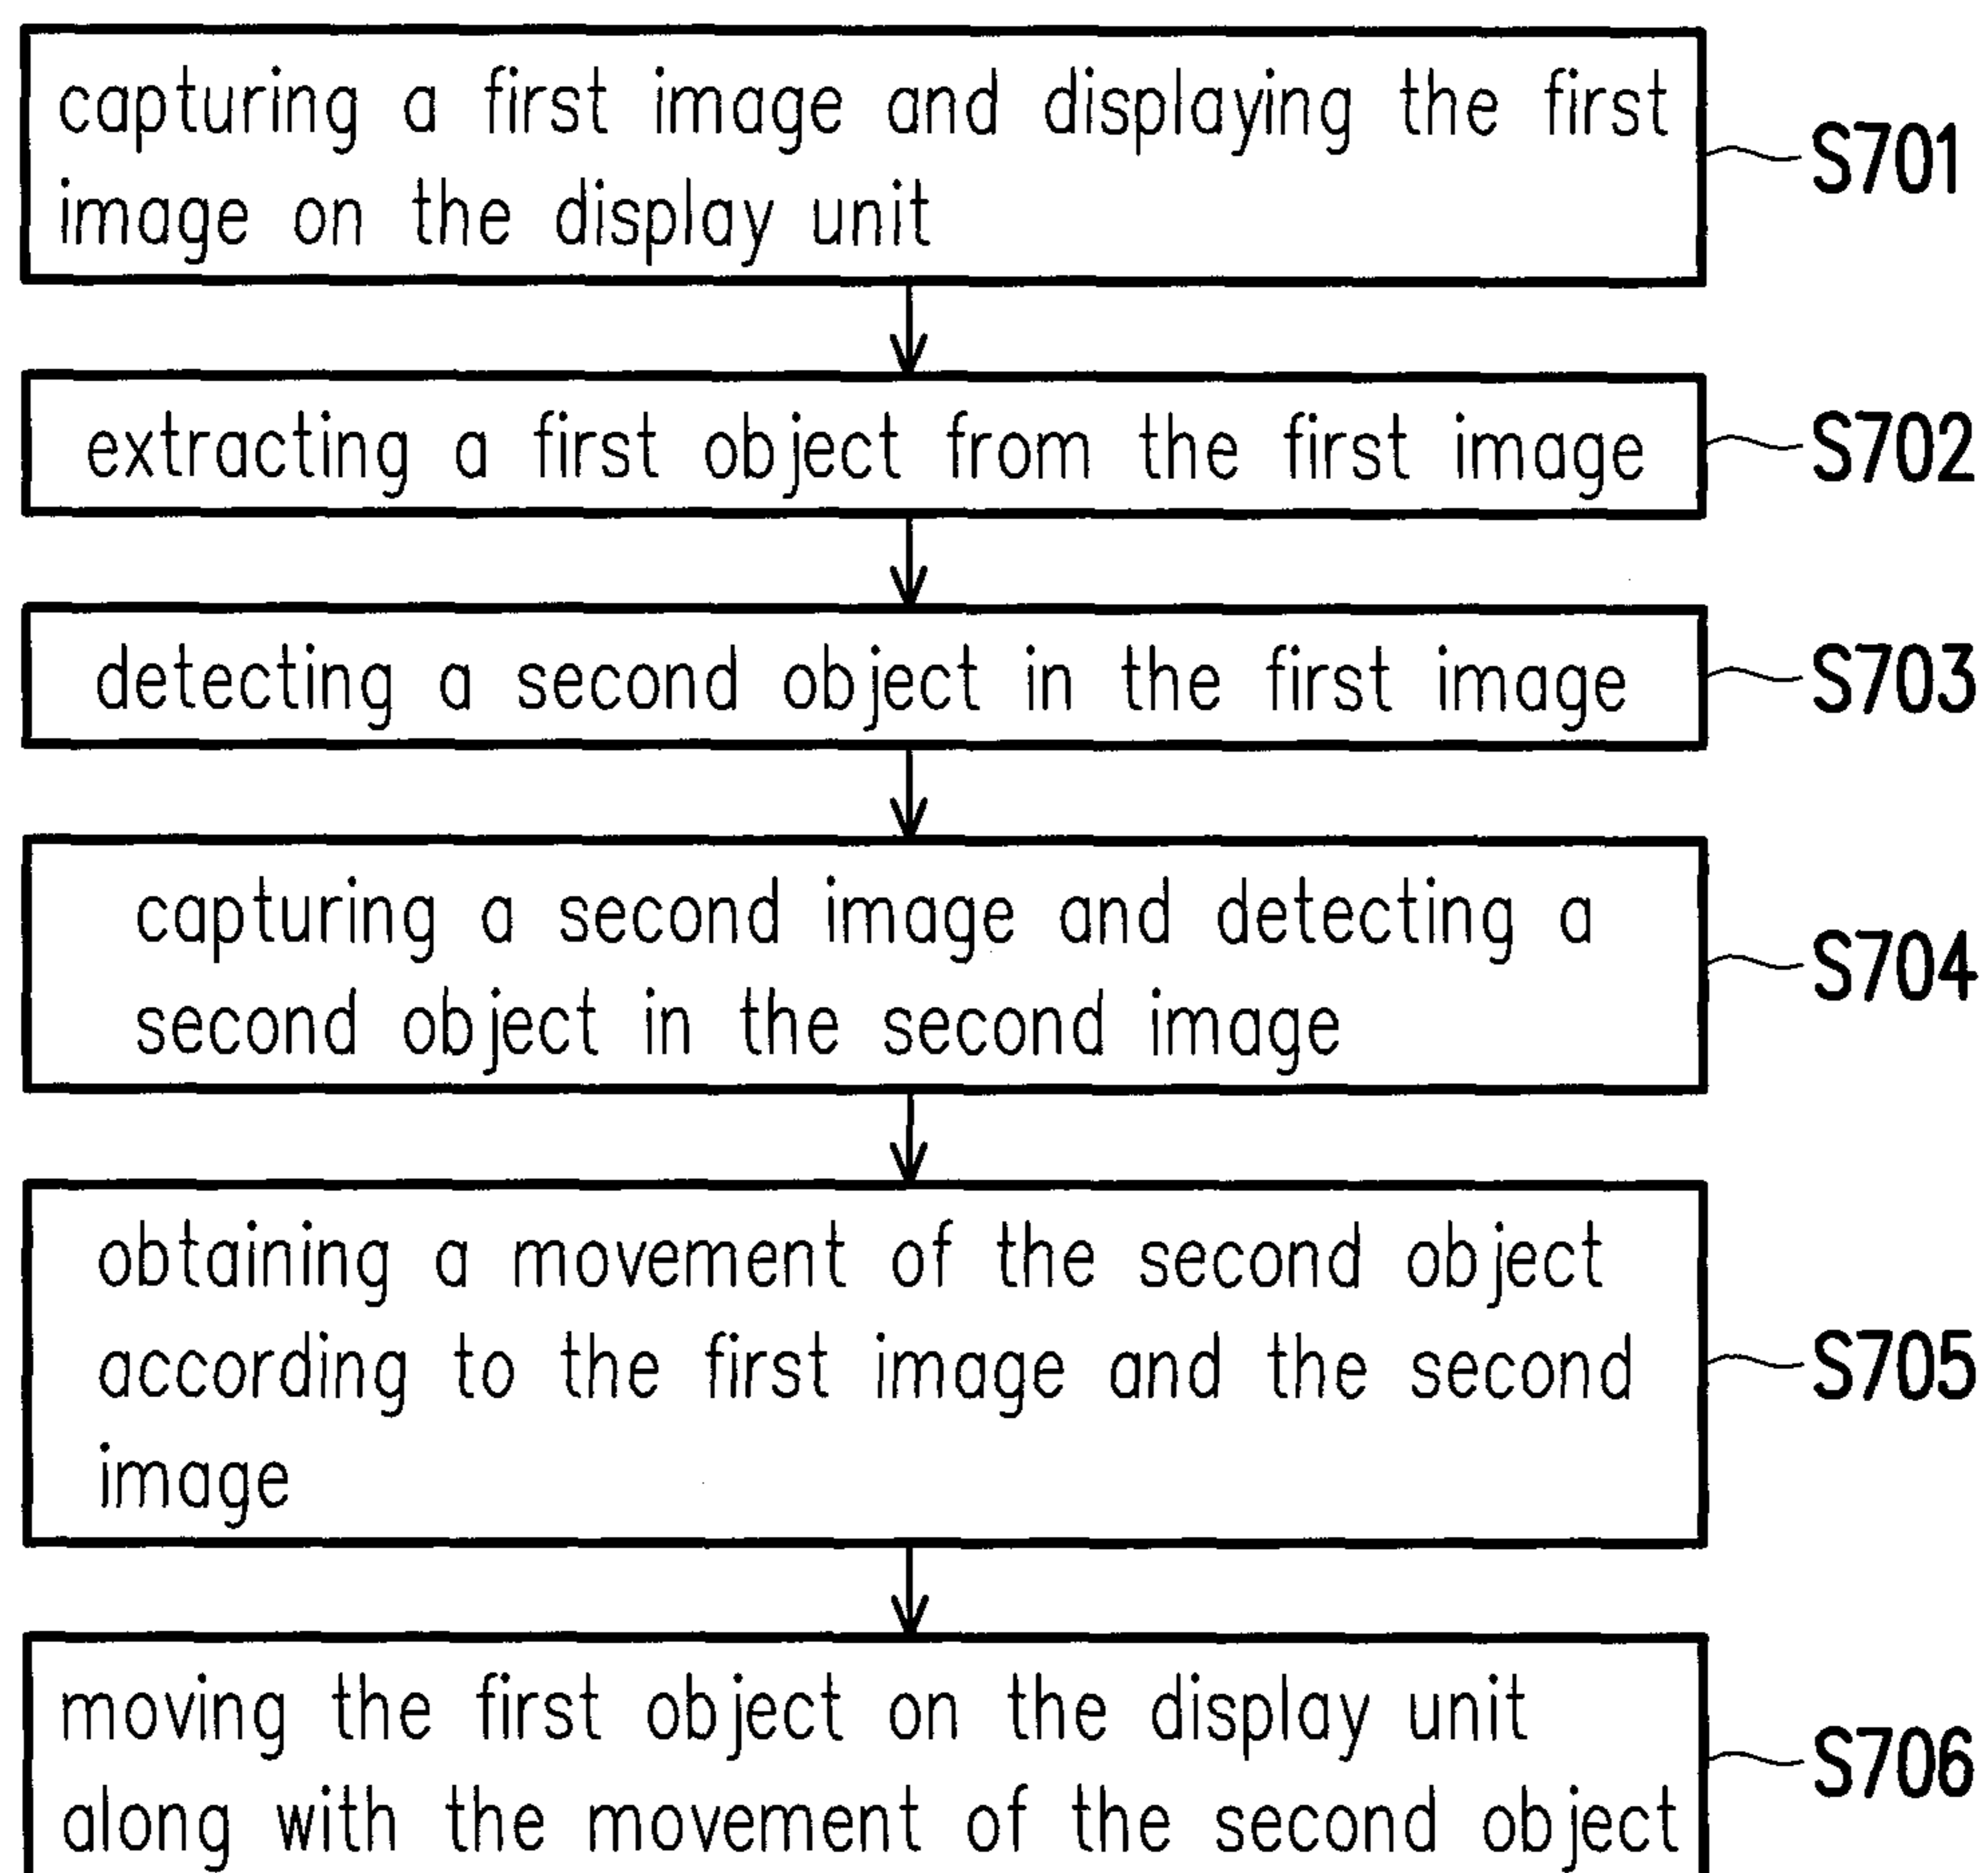 capturing a first image and displaying the first
image on the display unit
S701
extracting a first object from the first image
S702
detecting a second object in the first image
S703
capturing a second image and detecting a
second object in the second image
S704
obtaining a movement of the second object
according to the first image and the second
image
S705
moving the first object on the display unit
along with the movement of the second object
S706